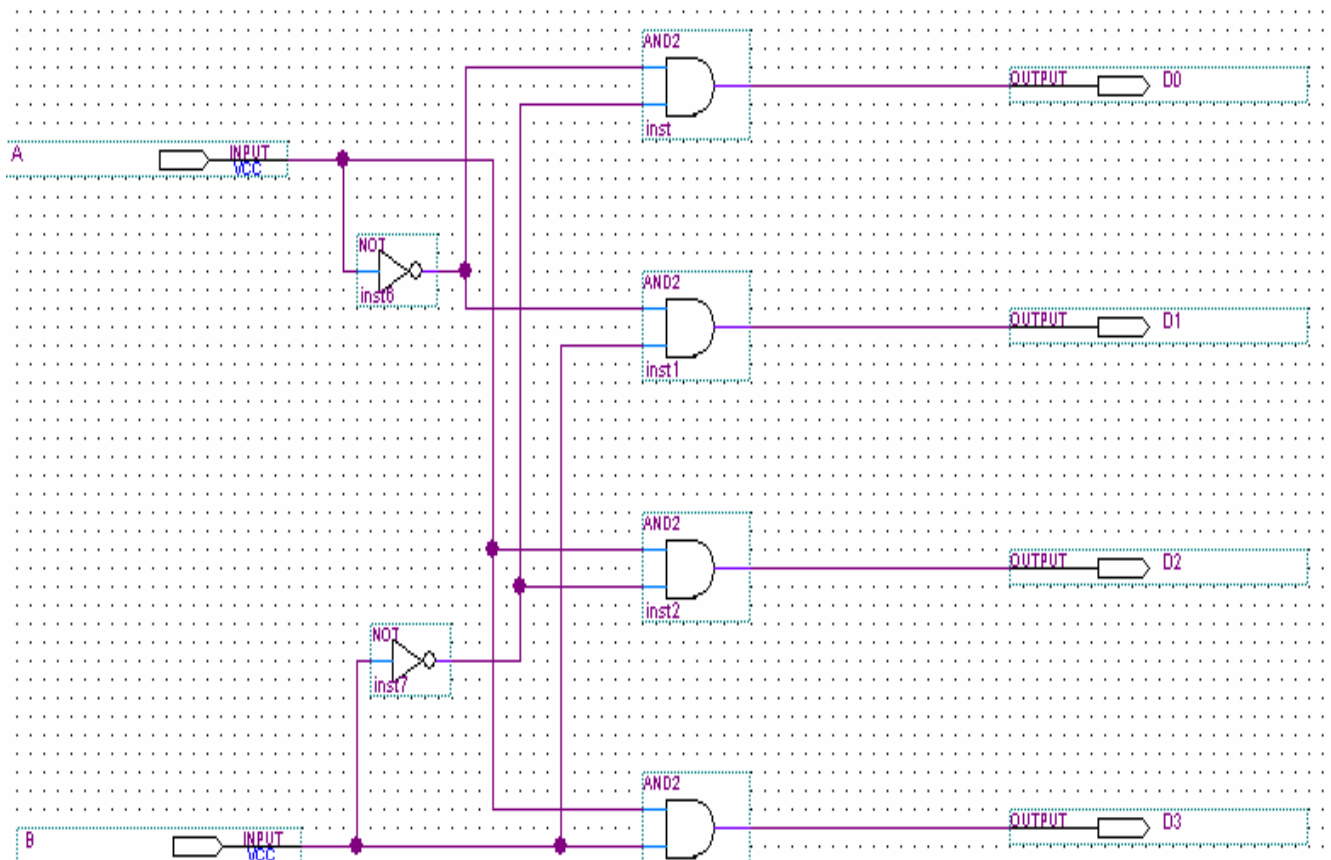 AND2
OUTPUT D0
inst
A INPUT
VCC
NOT
inst6
AND2
OUTPUT D1
inst1
AND2
OUTPUT D2
inst2
NOT
inst7
AND2
OUTPUT D3
B INPUT
VCC